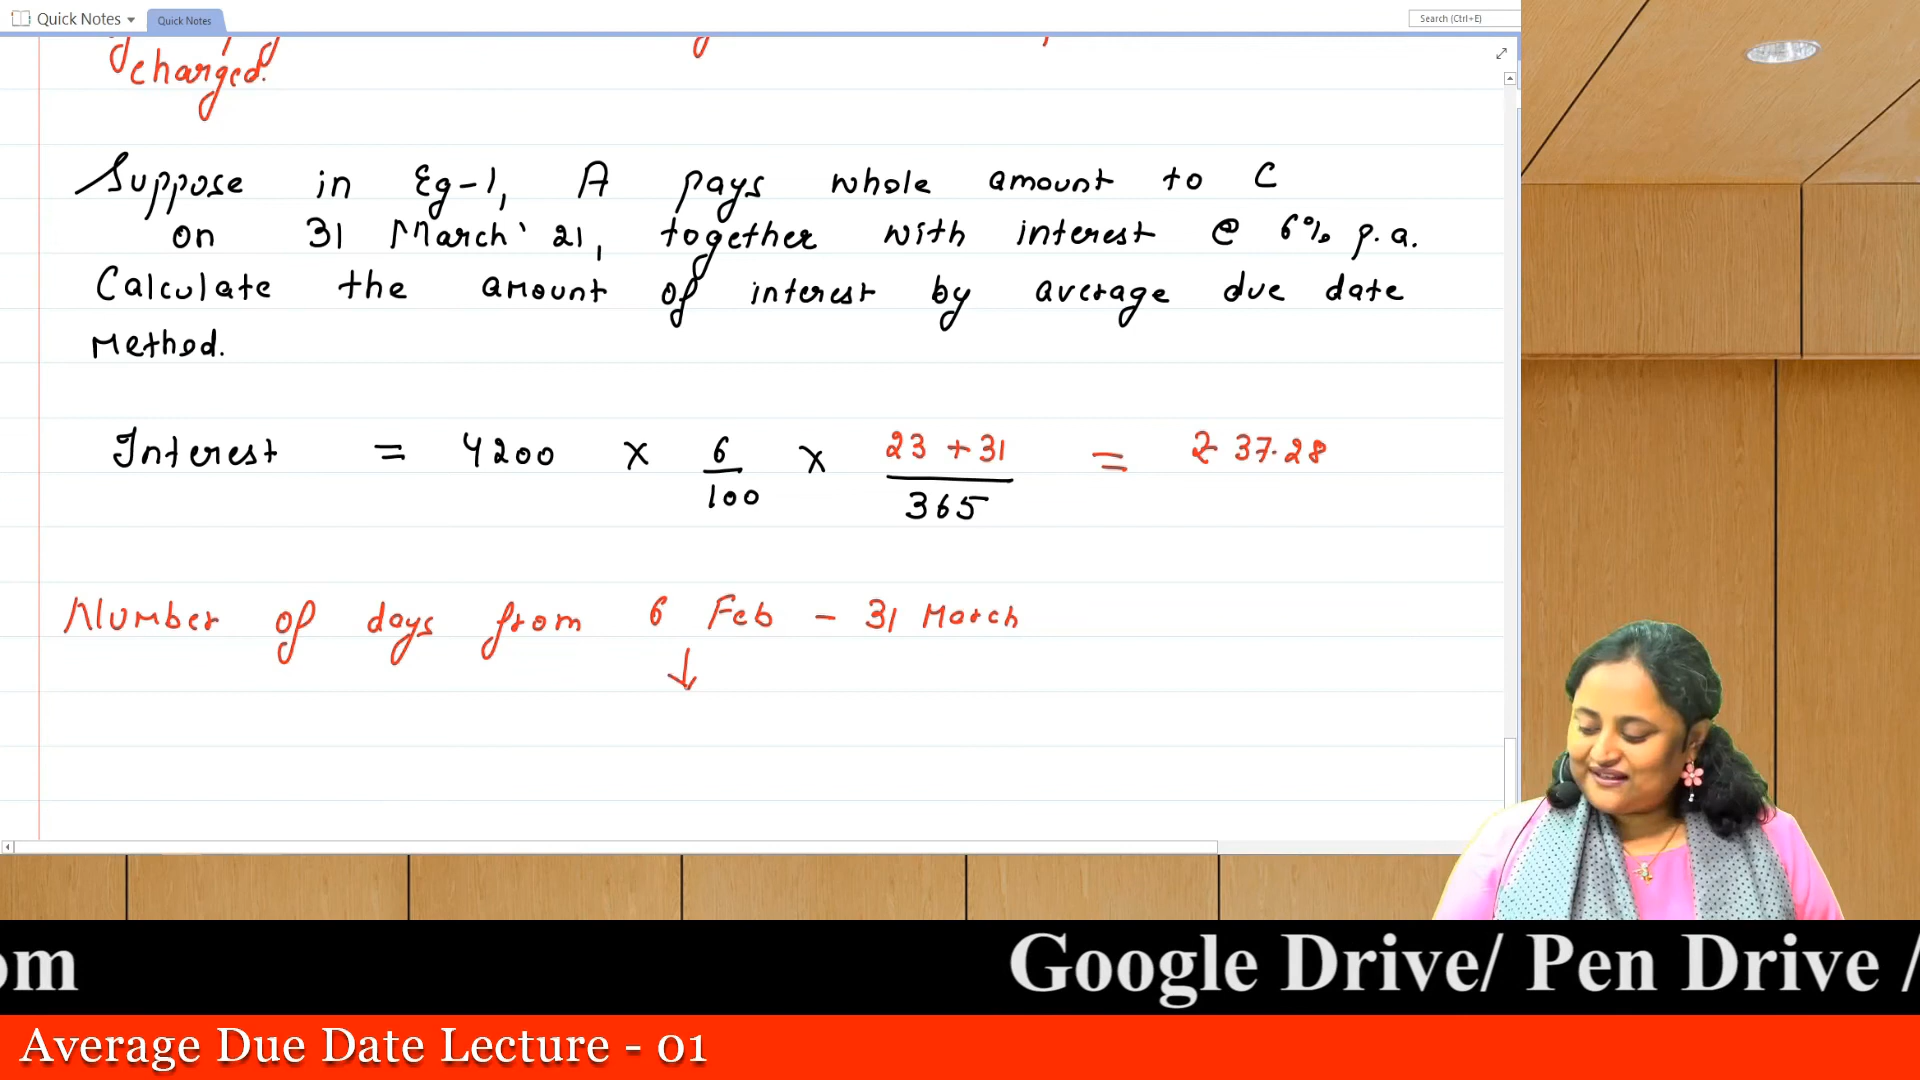 Quick Notes
Quick Notes
Search (Ctrl+E)
charged.
Suppose in Eg-1, A pays whole amount to C
on 31 March' 21, together with interest @ 6% p.a.
Calculate the amount of interest by average due date
Method.
Interest = 4200 x 6/100 x 23 + 31/365 = ₹ 37.28
Number of days from 6 Feb - 31 March
↓
om Google Drive/ Pen Drive /
Average Due Date Lecture - 01